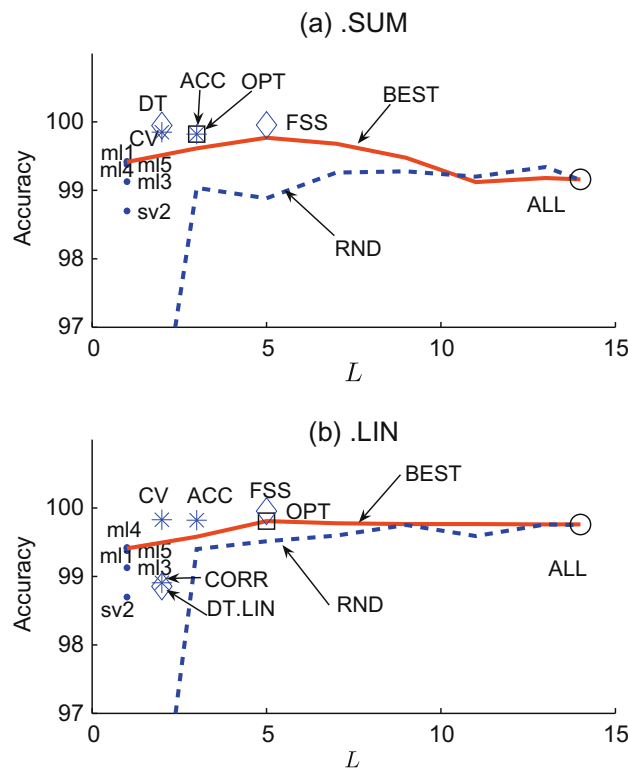 (a) .SUM
Accuracy
100
99
98
97
0
5
10
15
L
DT
ACC
OPT
CV
FSS
BEST
ml1
ml4
ml5
ml3
sv2
RND
ALL
(b) .LIN
Accuracy
100
99
98
97
0
5
10
15
L
CV
ACC
FSS
OPT
BEST
ml4
ml1
ml5
ml3
sv2
CORR
DT.LIN
RND
ALL